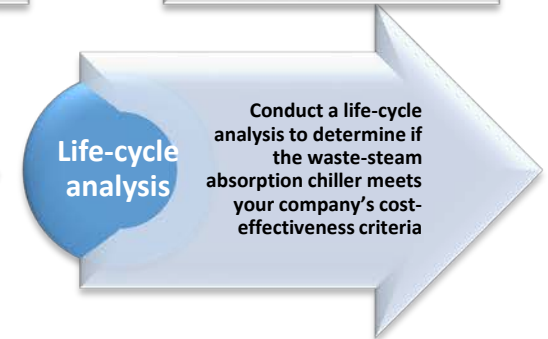 Life-cycle
analysis
Conduct a life-cycle
analysis to determine if
the waste-steam
absorption chiller meets
your company's cost-
effectiveness criteria